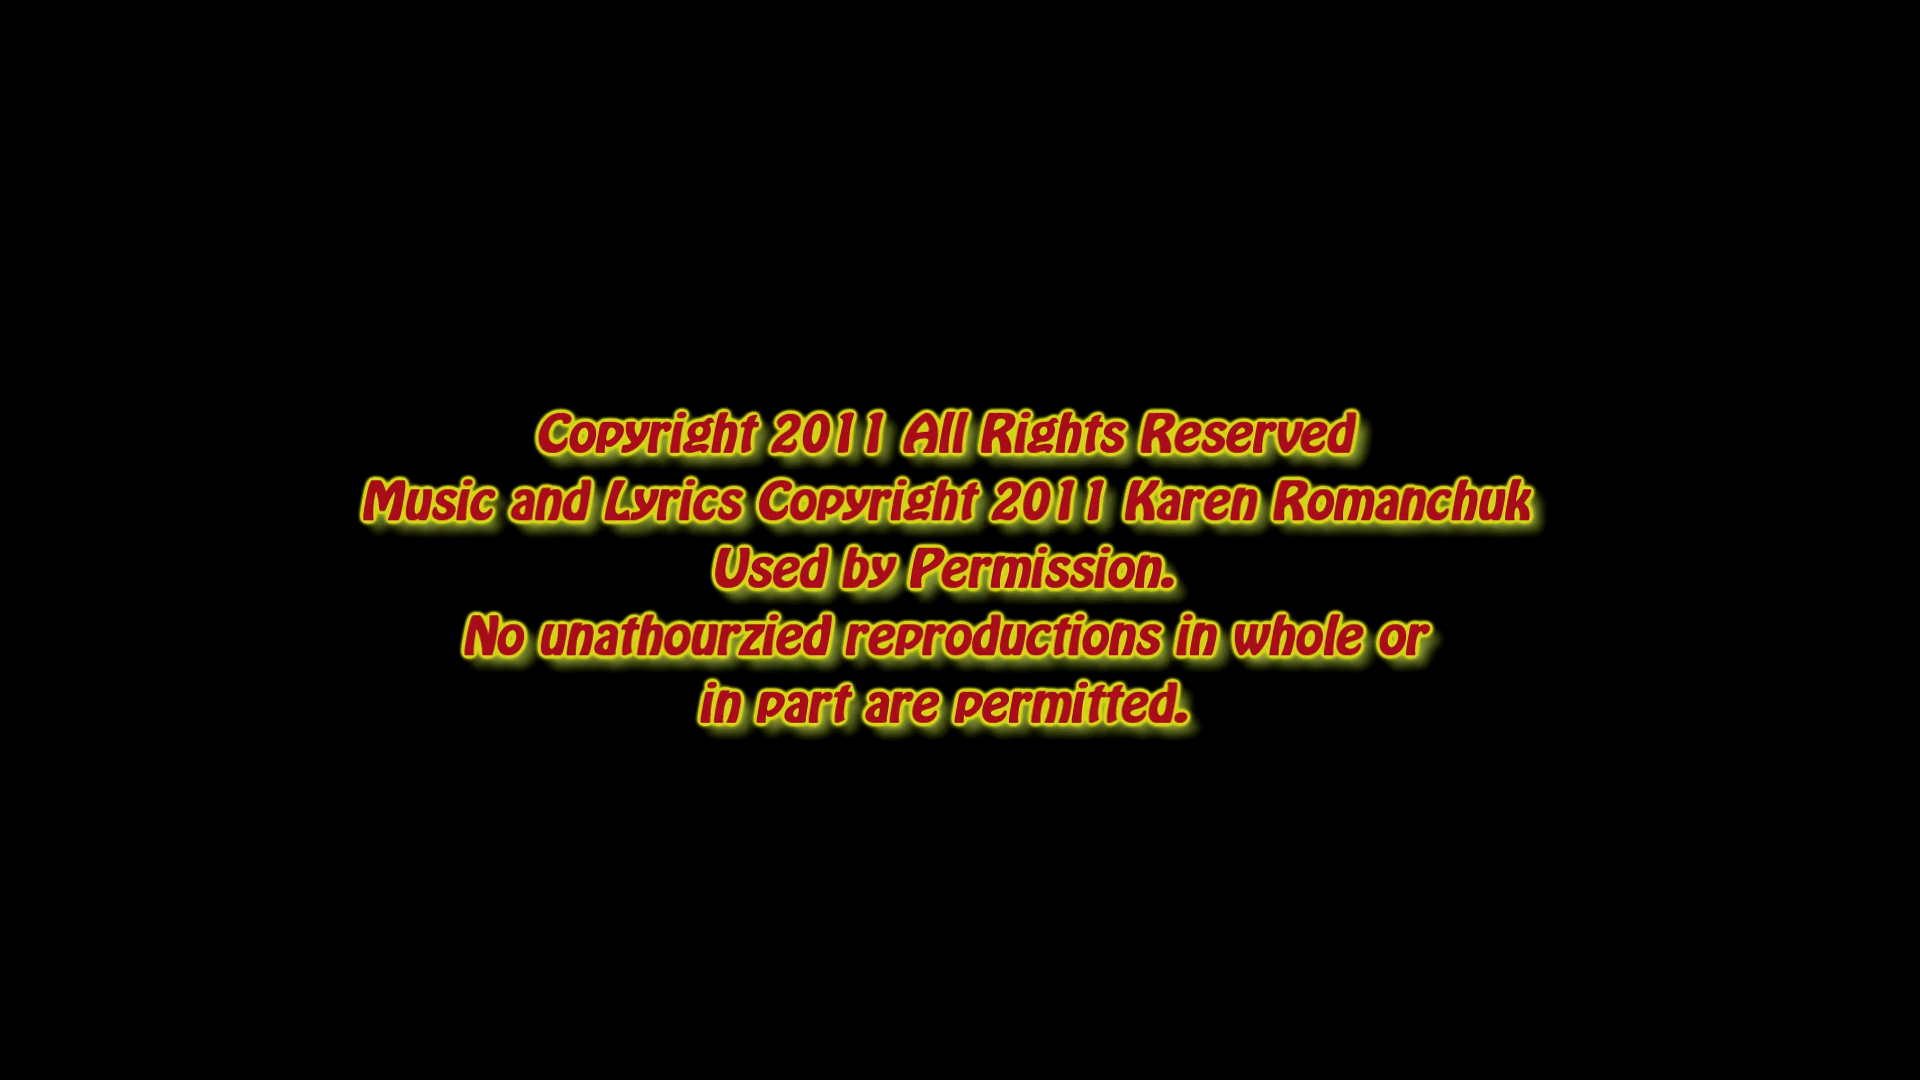 Copyright 2011 All Rights Reserved
Music and Lyrics Copyright 2011 Karen Romanchuk
Used by Permission.
No unathourzied reproductions in whole or
in part are permitted.